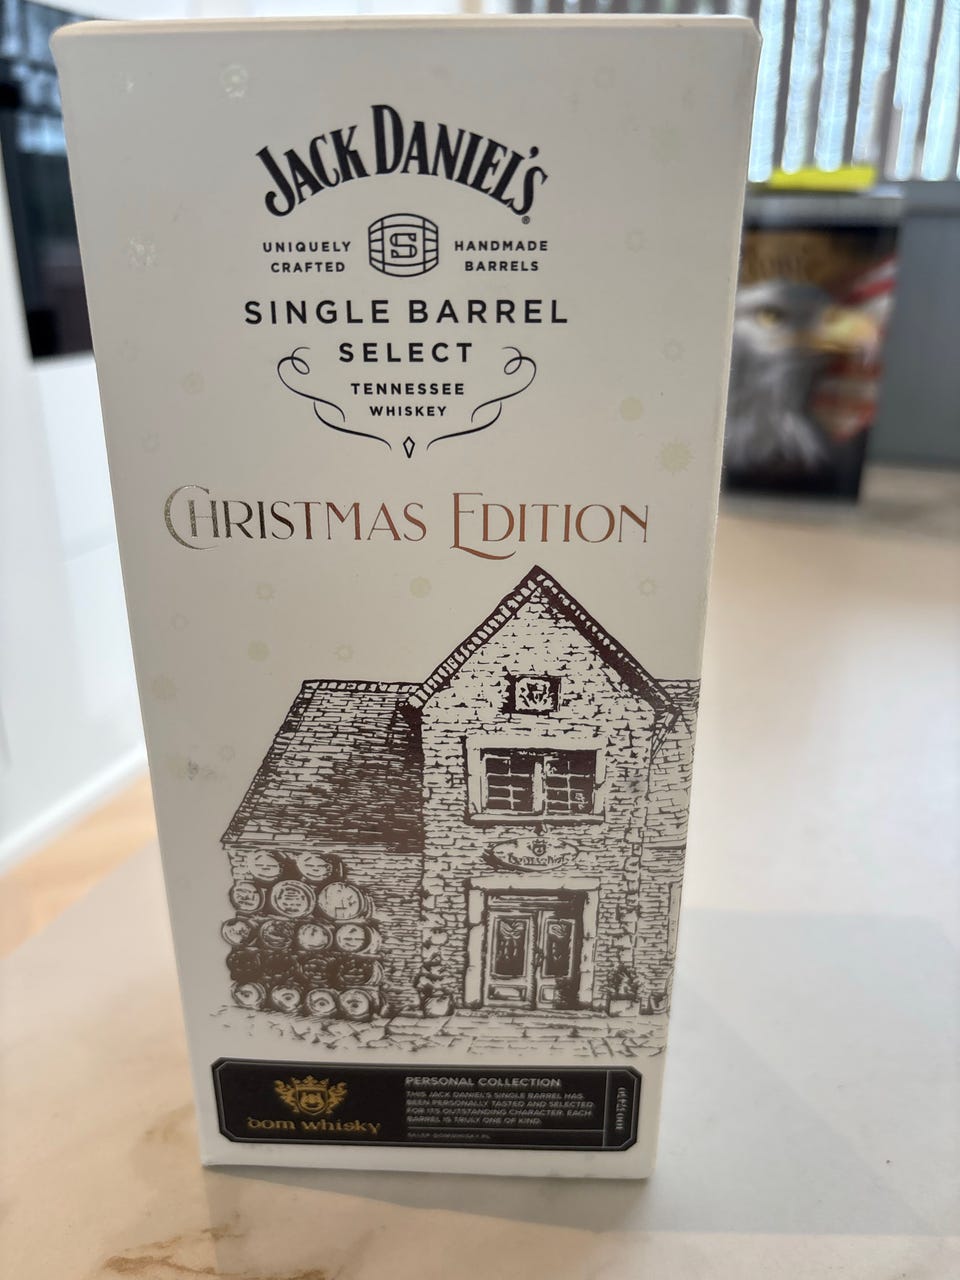 JACK DANIEL'S
UNIQUELY CRAFTED
S
HANDMADE BARRELS
SINGLE BARREL
SELECT
TENNESSEE
WHISKEY
CHRISTMAS EDITION
dom whisky
PERSONAL COLLECTION
THIS JACK DANIEL'S SINGLE BARREL HAS
BEEN PERSONALLY TASTED AND SELECTED
FOR ITS OUTSTANDING CHARACTER. EACH
BARREL IS TRULY ONE OF KIND.